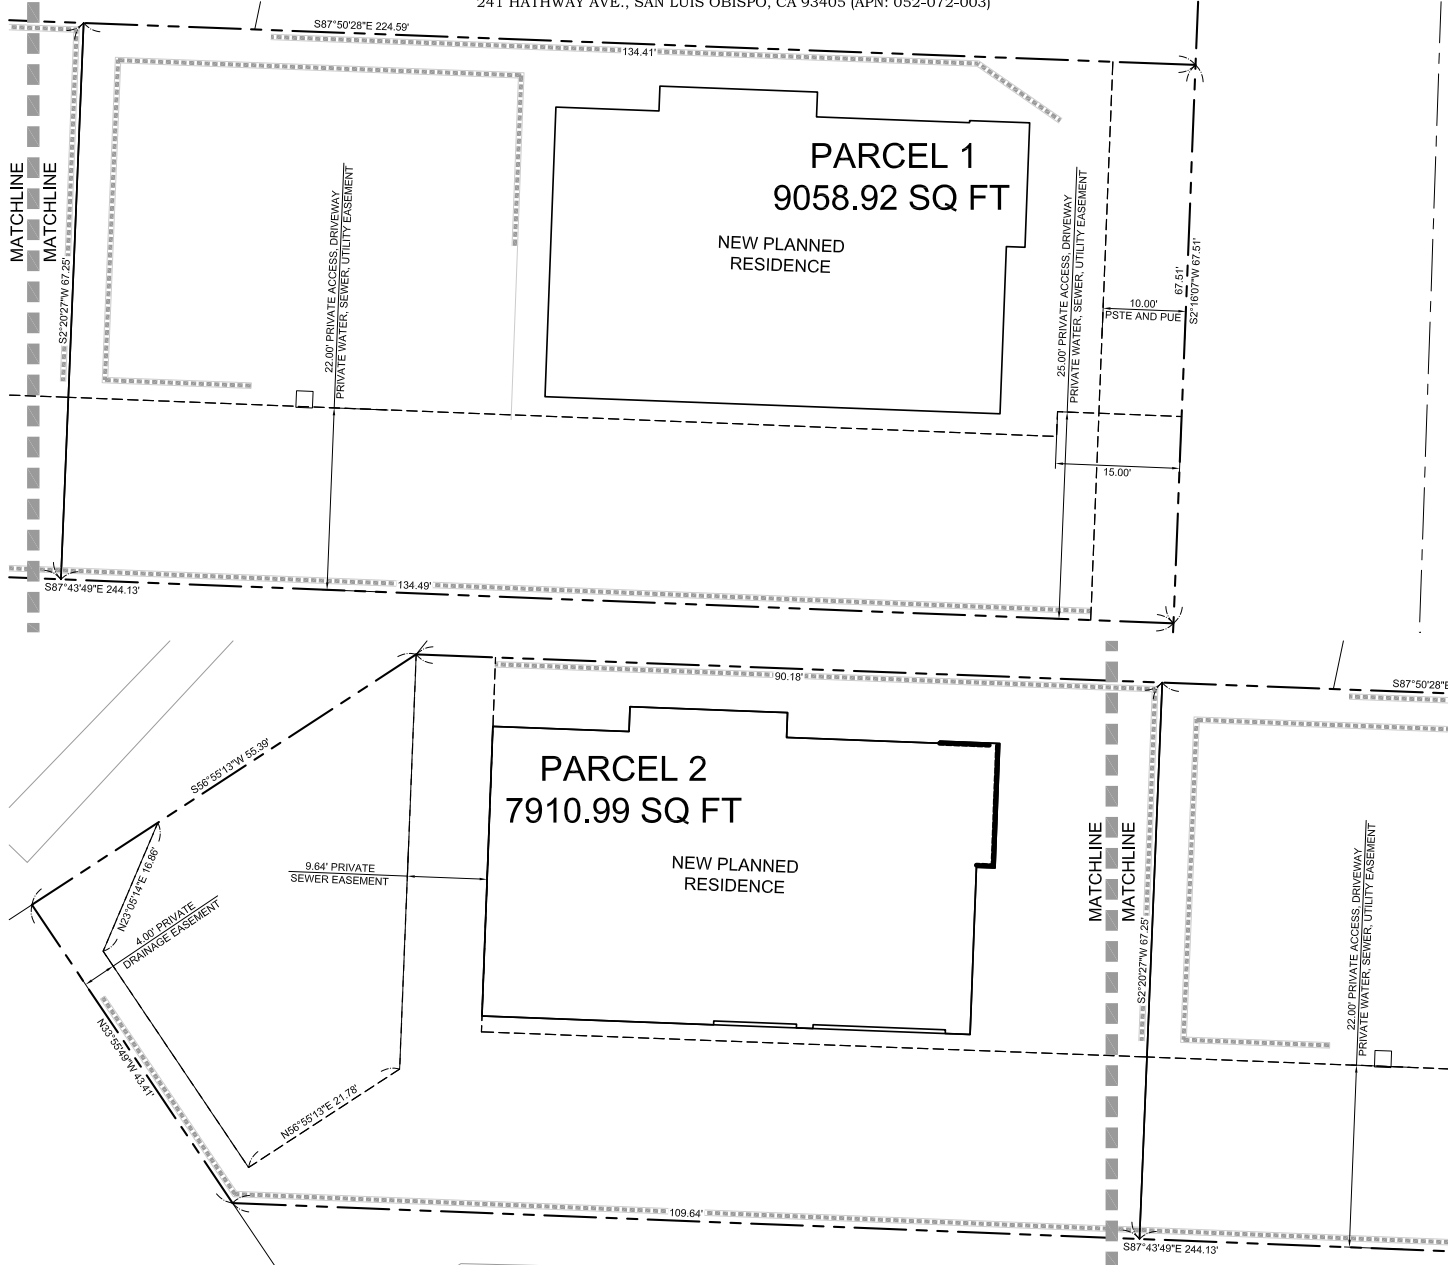 241 HATHWAY AVE., SAN LUIS OBISPO, CA 93405 (APN: 052-072-003)
S87°50'28"E 224.59'
134.41'
MATCHLINE
MATCHLINE
S2°20'27"W 67.25'
22.00' PRIVATE ACCESS, DRIVEWAY
PRIVATE WATER, SEWER, UTILITY EASEMENT
PARCEL 1
9058.92 SQ FT
NEW PLANNED
RESIDENCE
25.00' PRIVATE ACCESS, DRIVEWAY
PRIVATE WATER, SEWER, UTILITY EASEMENT
10.00'
PSTE AND PUE
67.51'
S2°16'07"W 67.51'
15.00'
134.49'
S87°43'49"E 244.13'
90.18'
S87°50'28"E
S56°55'13"W 55.39'
PARCEL 2
7910.99 SQ FT
NEW PLANNED
RESIDENCE
9.64' PRIVATE
SEWER EASEMENT
N23°05'14"E 16.86'
4.00' PRIVATE
DRAINAGE EASEMENT
N33°55'49"W 43.41'
N56°55'13"E 21.78'
MATCHLINE
MATCHLINE
S2°20'27"W 67.25'
22.00' PRIVATE ACCESS, DRIVEWAY
PRIVATE WATER, SEWER, UTILITY EASEMENT
109.64'
S87°43'49"E 244.13'